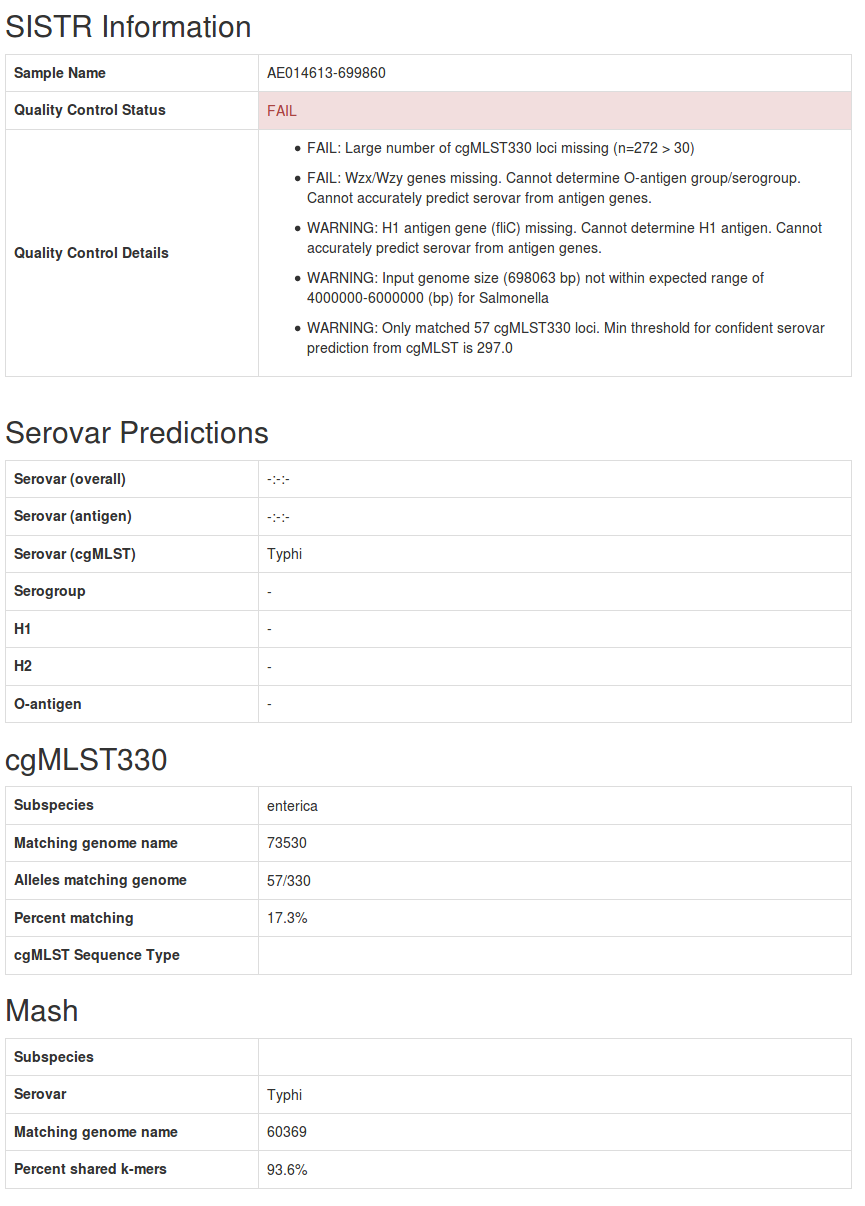 SISTR Information
Sample Name AE014613-699860
Quality Control Status FAIL
Quality Control Details
• FAIL: Large number of cgMLST330 loci missing (n=272 > 30)
• FAIL: Wzx/Wzy genes missing. Cannot determine O-antigen group/serogroup.
Cannot accurately predict serovar from antigen genes.
• WARNING: H1 antigen gene (fliC) missing. Cannot determine H1 antigen. Cannot
accurately predict serovar from antigen genes.
• WARNING: Input genome size (698063 bp) not within expected range of
4000000-6000000 (bp) for Salmonella
• WARNING: Only matched 57 cgMLST330 loci. Min threshold for confident serovar
prediction from cgMLST is 297.0
Serovar Predictions
Serovar (overall) -:-:-
Serovar (antigen) -:-:-
Serovar (cgMLST) Typhi
Serogroup -
H1 -
H2 -
O-antigen -
cgMLST330
Subspecies enterica
Matching genome name 73530
Alleles matching genome 57/330
Percent matching 17.3%
cgMLST Sequence Type
Mash
Subspecies
Serovar Typhi
Matching genome name 60369
Percent shared k-mers 93.6%